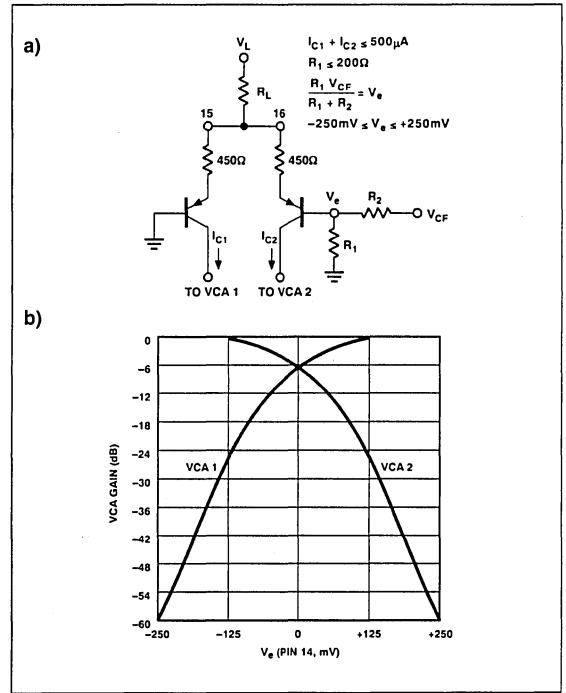 a)
V_L
R_L
I_C1 + I_C2 ≤ 500μA
R_1 ≤ 200Ω
R_1 V_CF
R_1 + R_2
= V_e
-250mV ≤ V_e ≤ +250mV
15
16
450Ω
450Ω
V_e
R_2
V_CF
R_1
I_C1
I_C2
TO VCA 1
TO VCA 2
b)
0
-6
-12
-18
-24
-30
-36
-42
-48
-54
-60
VCA GAIN (dB)
VCA 1
VCA 2
-250
-125
0
+125
+250
V_e (PIN 14, mV)